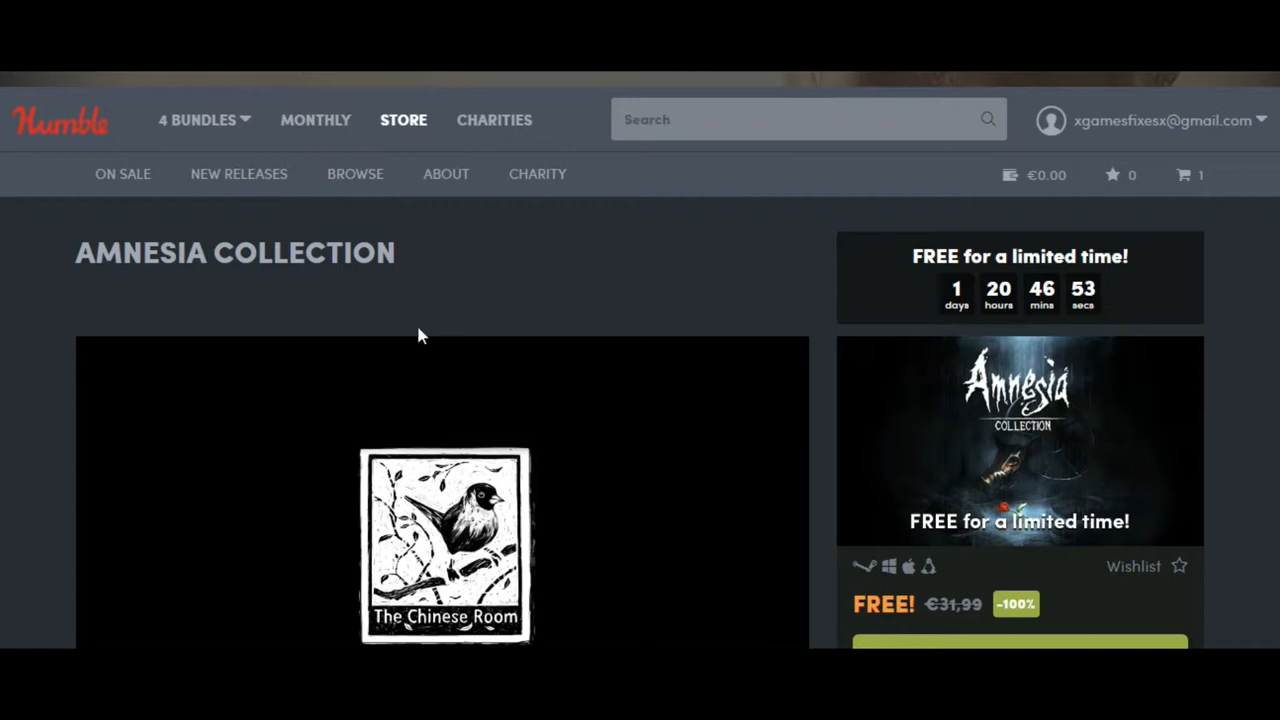 Humble
4 BUNDLES MONTHLY STORE CHARITIES
Search
xgamesfixesx@gmail.com
ON SALE NEW RELEASES BROWSE ABOUT CHARITY
€0.00 0 1
AMNESIA COLLECTION
FREE for a limited time!
1 20 46 53
days hours mins secs
Amnesia
COLLECTION
FREE for a limited time!
Wishlist
FREE! €31,99 -100%
The Chinese Room